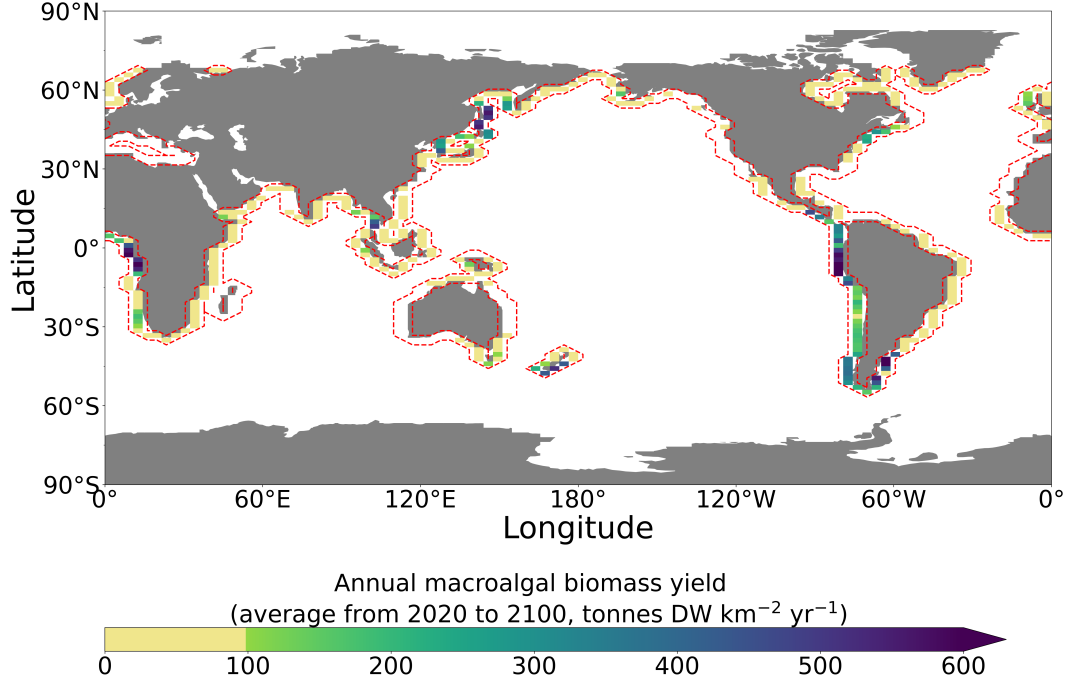 90°N
60°N
30°N
0°
30°S
60°S
90°S
Latitude
0°
60°E
120°E
180°
120°W
60°W
0°
Longitude
Annual macroalgal biomass yield
(average from 2020 to 2100, tonnes DW km⁻² yr⁻¹)
0
100
200
300
400
500
600